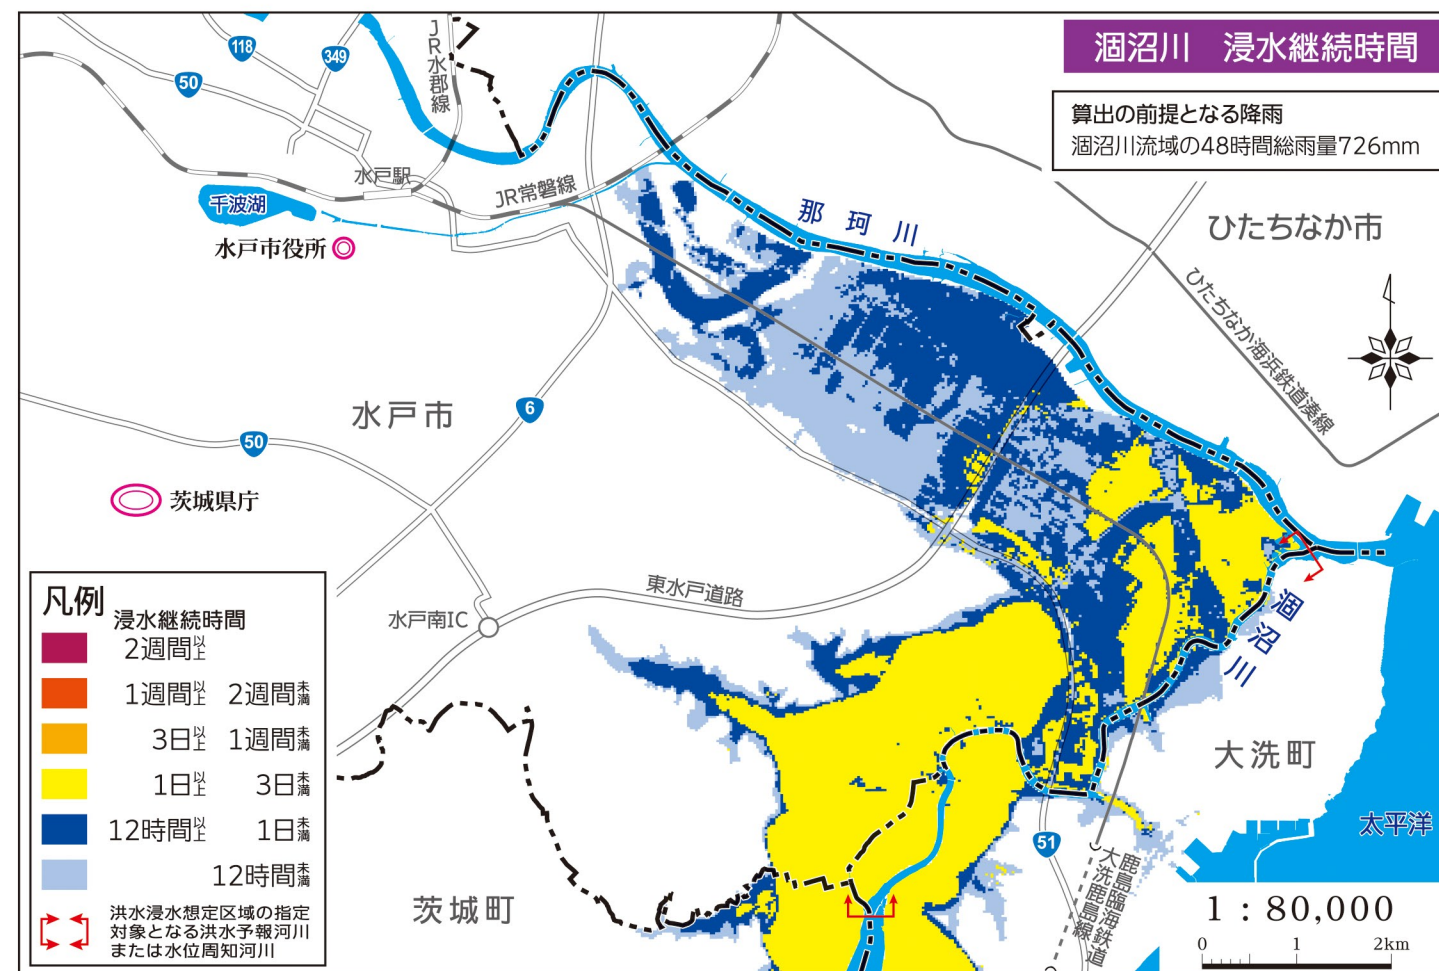 涸沼川 浸水継続時間
算出の前提となる降雨
涸沼川流域の48時間総雨量726mm
118
349
50
JR水郡線
水戸駅
JR常磐線
千波湖
水戸市役所
那珂川
ひたちなか市
ひたちなか海浜鉄道湊線
水戸市
6
50
茨城県庁
東水戸道路
水戸南IC
涸沼川
大洗町
太平洋
茨城町
51
鹿島臨海鉄道
大洗鹿島線
凡例
浸水継続時間
2週間以上
1週間以上 2週間未満
3日以上 1週間未満
1日以上 3日未満
12時間以上 1日未満
12時間未満
洪水浸水想定区域の指定
対象となる洪水予報河川
または水位周知河川
1：80,000
0 1 2km